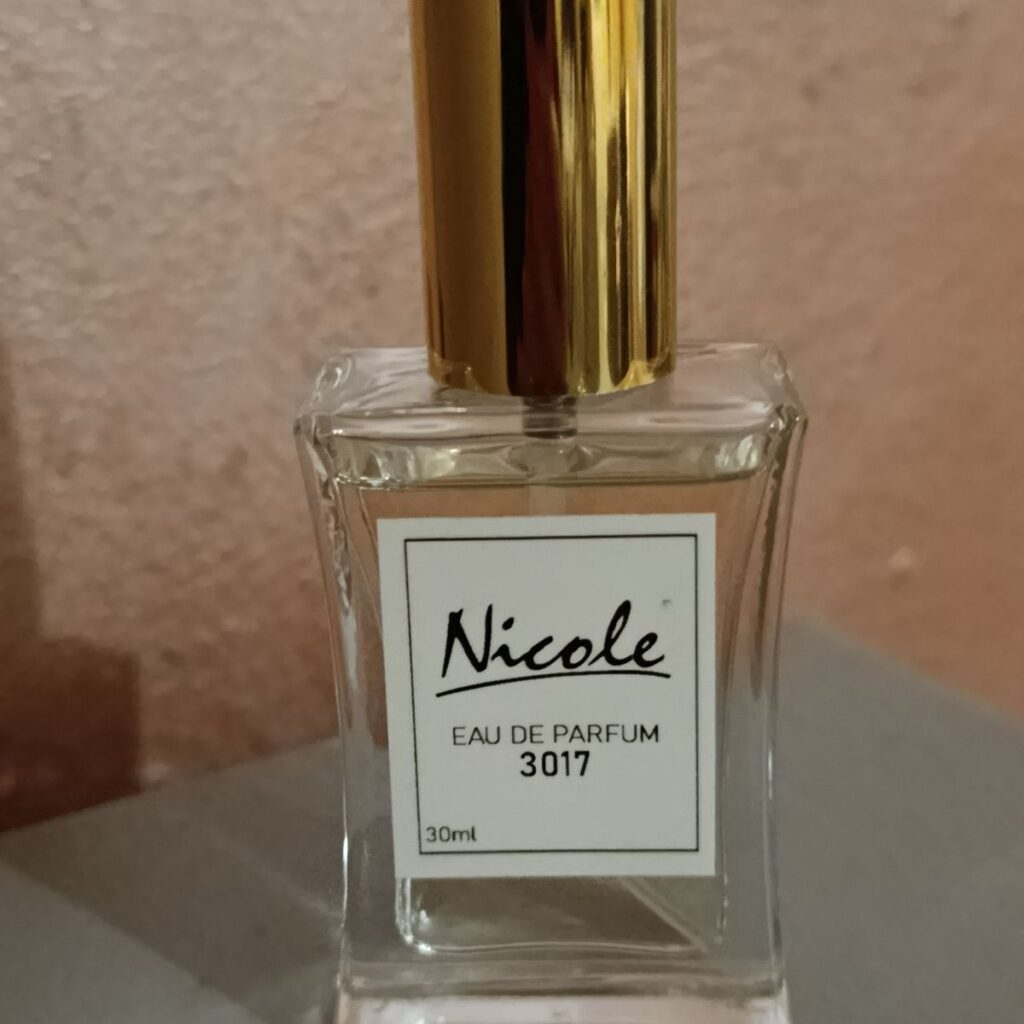 Nicole
EAU DE PARFUM
3017
30ml